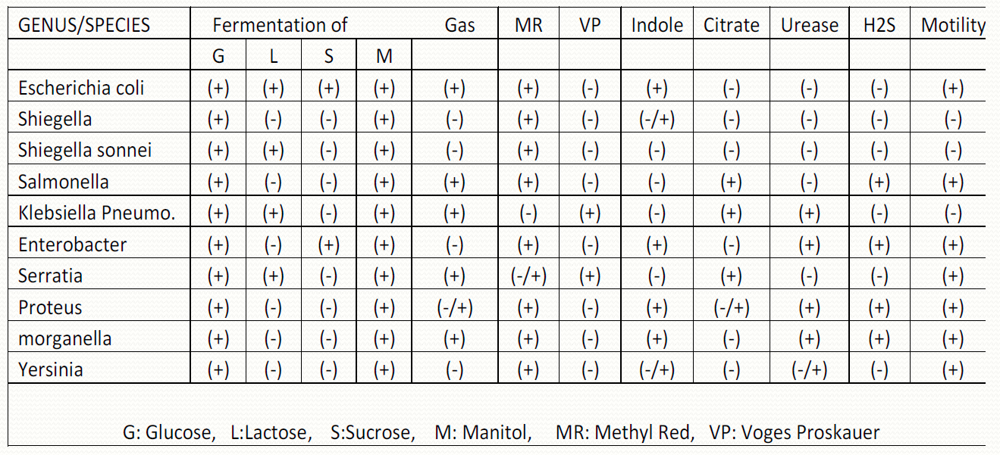 GENUS/SPECIES Fermentation of Gas MR VP Indole Citrate Urease H2S Motility
G L S M
Escherichia coli (+) (+) (+) (+) (+) (+) (-) (+) (-) (-) (-) (+)
Shiegella (+) (-) (-) (+) (-) (+) (-) (-/+) (-) (-) (-) (-)
Shiegella sonnei (+) (+) (-) (+) (-) (+) (-) (-) (-) (-) (-) (-)
Salmonella (+) (-) (-) (+) (+) (+) (-) (-) (+) (-) (+) (+)
Klebsiella Pneumo. (+) (+) (-) (+) (+) (-) (+) (-) (+) (+) (-) (-)
Enterobacter (+) (-) (+) (+) (-) (+) (-) (+) (-) (+) (+) (+)
Serratia (+) (+) (-) (+) (+) (-/+) (+) (-) (+) (-) (-) (+)
Proteus (+) (-) (-) (+) (-/+) (+) (-) (+) (-/+) (+) (+) (+)
morganella (+) (-) (-) (+) (+) (+) (-) (+) (-) (+) (+) (+)
Yersinia (+) (-) (-) (+) (-) (+) (-) (-/+) (-) (-/+) (-) (+)
G: Glucose, L:Lactose, S:Sucrose, M: Manitol, MR: Methyl Red, VP: Voges Proskauer